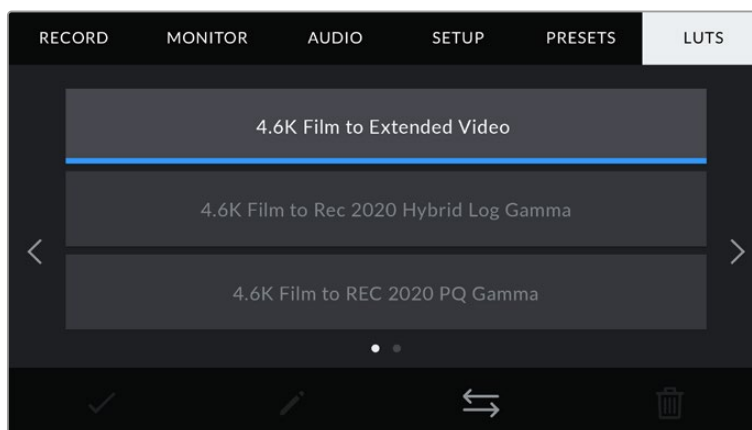 RECORD MONITOR AUDIO SETUP PRESETS LUTS
4.6K Film to Extended Video
4.6K Film to Rec 2020 Hybrid Log Gamma
4.6K Film to REC 2020 PQ Gamma